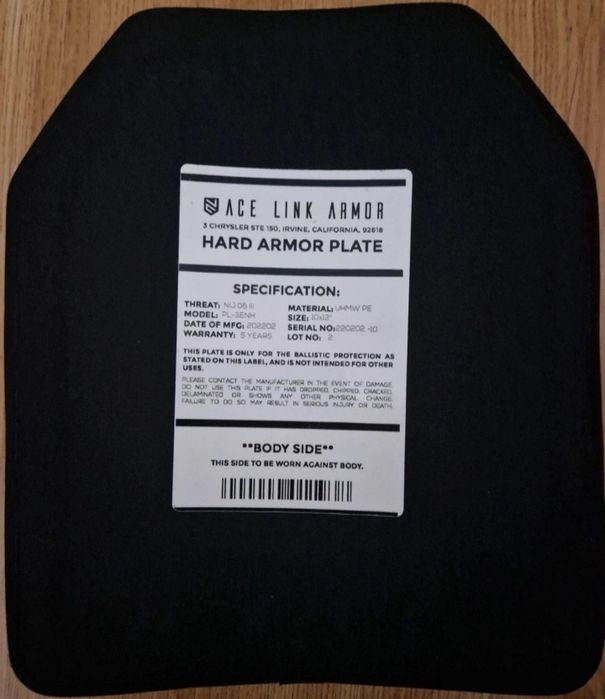 ACE LINK ARMOR
3 CHRYSLER STE 150, IRVINE, CALIFORNIA, 92618
HARD ARMOR PLATE
SPECIFICATION:
THREAT: NIJ 06 III
MODEL: PL-3ENH
DATE OF MFG: 202202
WARRANTY: 5 YEARS
MATERIAL: UHMW PE
SIZE: 10x12"
SERIAL NO: 220202 -10
LOT NO: 2
THIS PLATE IS ONLY FOR THE BALLISTIC PROTECTION AS
STATED ON THIS LABEL, AND IS NOT INTENDED FOR OTHER
USES.
PLEASE CONTACT THE MANUFACTURER IN THE EVENT OF DAMAGE.
DO NOT USE THIS PLATE IF IT HAS DROPPED, CHIPPED, CRACKED,
DELAMINATED OR SHOWS ANY OTHER PHYSICAL CHANGE.
FAILURE TO DO SO MAY RESULT IN SERIOUS INJURY OR DEATH.
**BODY SIDE**
THIS SIDE TO BE WORN AGAINST BODY.